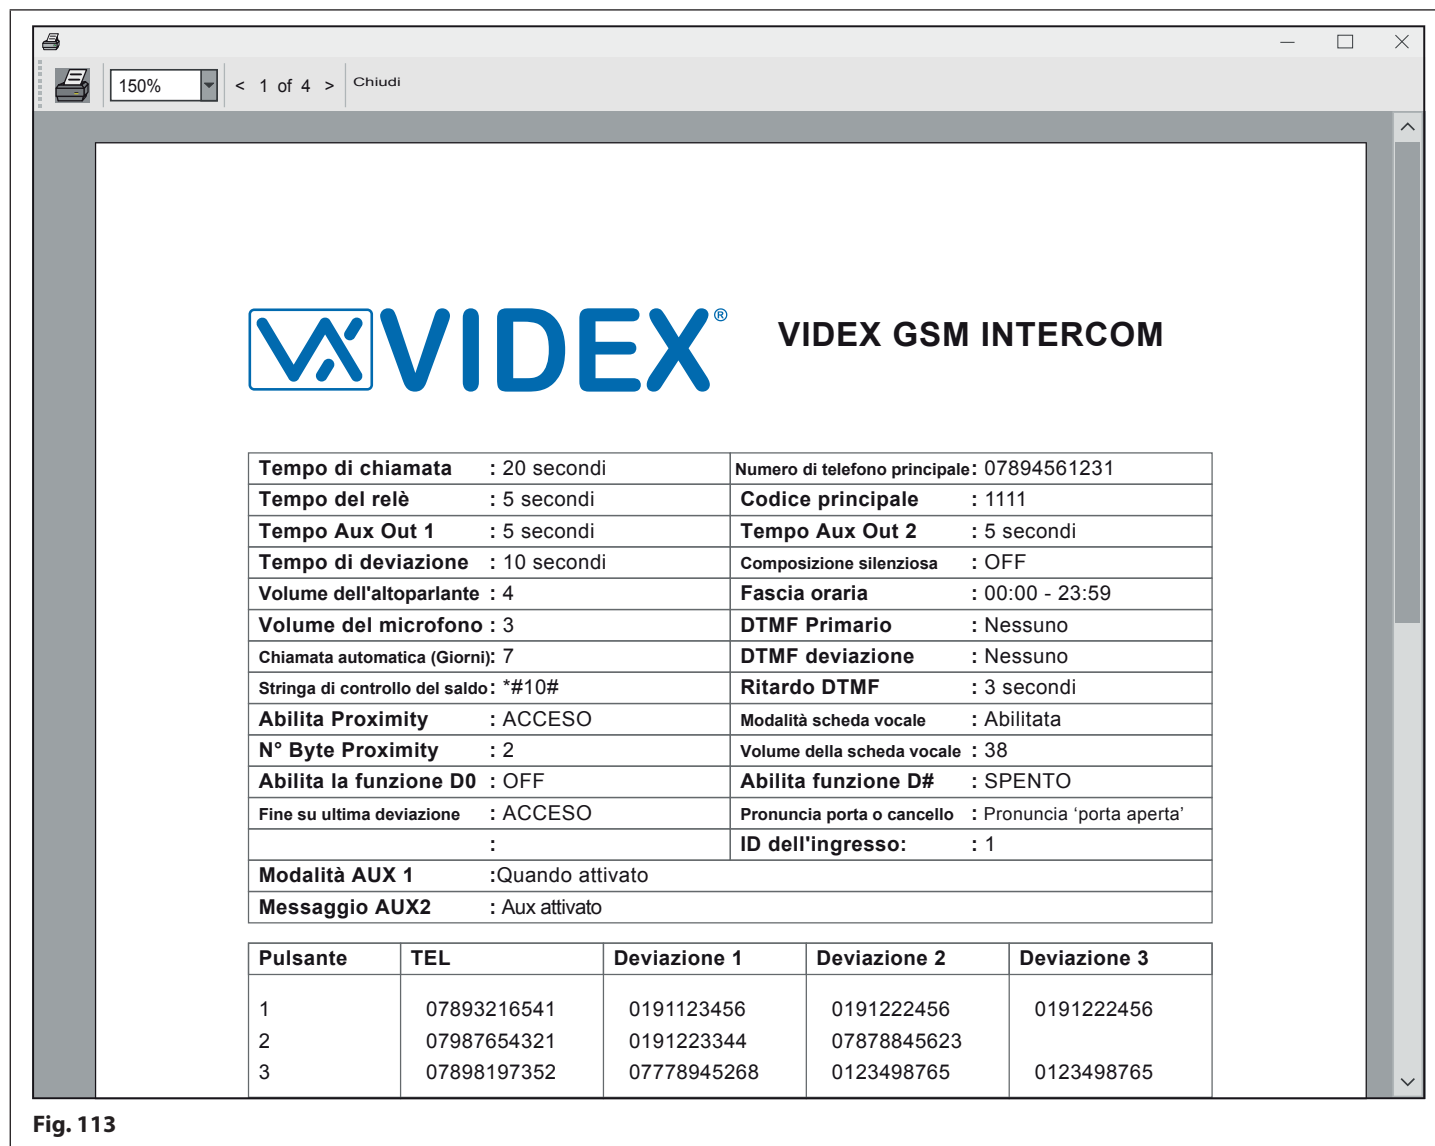 150% < 1 of 4 > Chiudi
VIDEX® VIDEX GSM INTERCOM
Tempo di chiamata : 20 secondi Numero di telefono principale: 07894561231
Tempo del relè : 5 secondi Codice principale : 1111
Tempo Aux Out 1 : 5 secondi Tempo Aux Out 2 : 5 secondi
Tempo di deviazione : 10 secondi Composizione silenziosa : OFF
Volume dell'altoparlante : 4 Fascia oraria : 00:00 - 23:59
Volume del microfono : 3 DTMF Primario : Nessuno
Chiamata automatica (Giorni): 7 DTMF deviazione : Nessuno
Stringa di controllo del saldo: *#10# Ritardo DTMF : 3 secondi
Abilita Proximity : ACCESO Modalità scheda vocale : Abilitata
N° Byte Proximity : 2 Volume della scheda vocale : 38
Abilita la funzione D0 : OFF Abilita funzione D# : SPENTO
Fine su ultima deviazione : ACCESO Pronuncia porta o cancello : Pronuncia ‘porta aperta’
: ID dell'ingresso: : 1
Modalità AUX 1 :Quando attivato
Messaggio AUX2 : Aux attivato
Pulsante TEL Deviazione 1 Deviazione 2 Deviazione 3
1 07893216541 0191123456 0191222456 0191222456
2 07987654321 0191223344 07878845623
3 07898197352 07778945268 0123498765 0123498765
Fig. 113